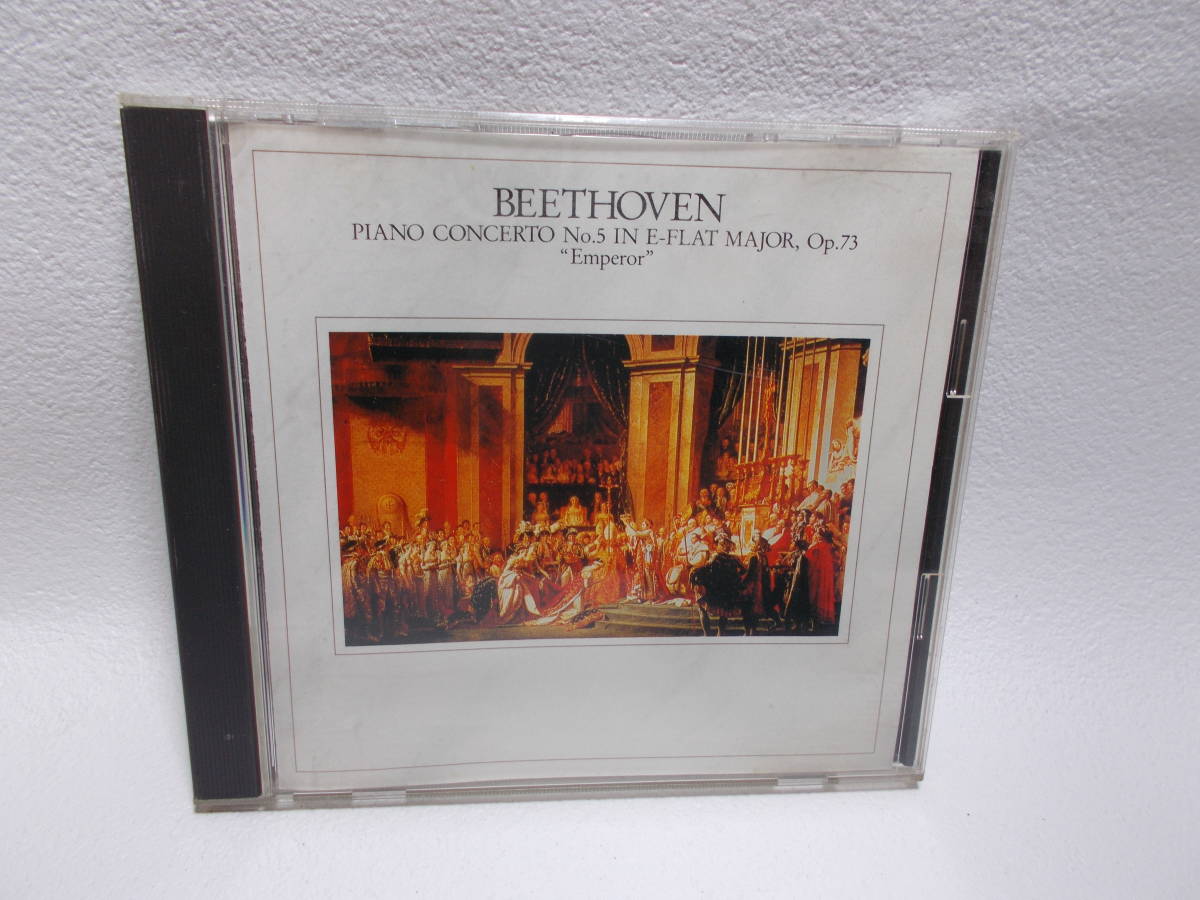 BEETHOVEN
PIANO CONCERTO No.5 IN E-FLAT MAJOR, Op.73
“Emperor”